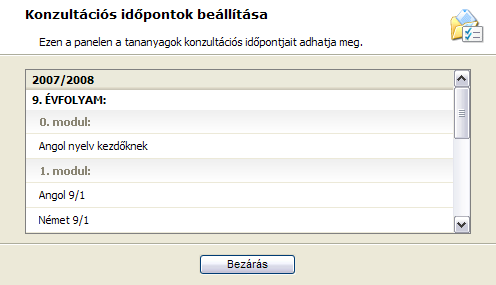 Konzultációs időpontok beállítása
Ezen a panelen a tananyagok konzultációs időpontjait adhatja meg.
2007/2008
9. ÉVFOLYAM:
0. modul:
Angol nyelv kezdőknek
1. modul:
Angol 9/1
Német 9/1
Bezárás